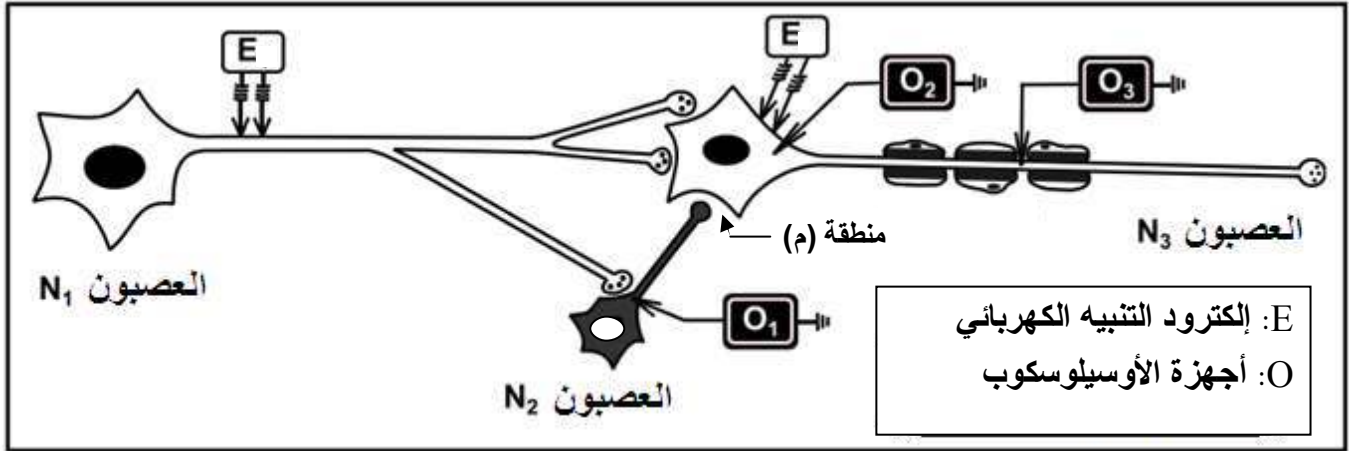 E
E
O₂
O₃
العصبون N₁
منطقة (م)
العصبون N₃
O₁
العصبون N₂
E: إلكترود التنبيه الكهربائي
O: أجهزة الأوسيلوسكوب